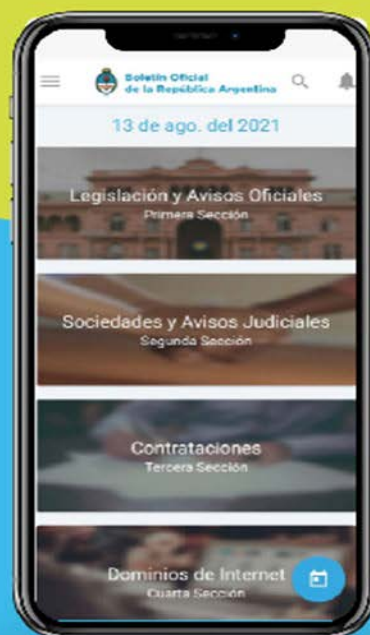 Boletín Oficial
de la República Argentina
13 de ago. del 2021
Legislación y Avisos Oficiales
Primera Sección
Sociedades y Avisos Judiciales
Segunda Sección
Contrataciones
Tercera Sección
Dominios de Internet
Cuarta Sección